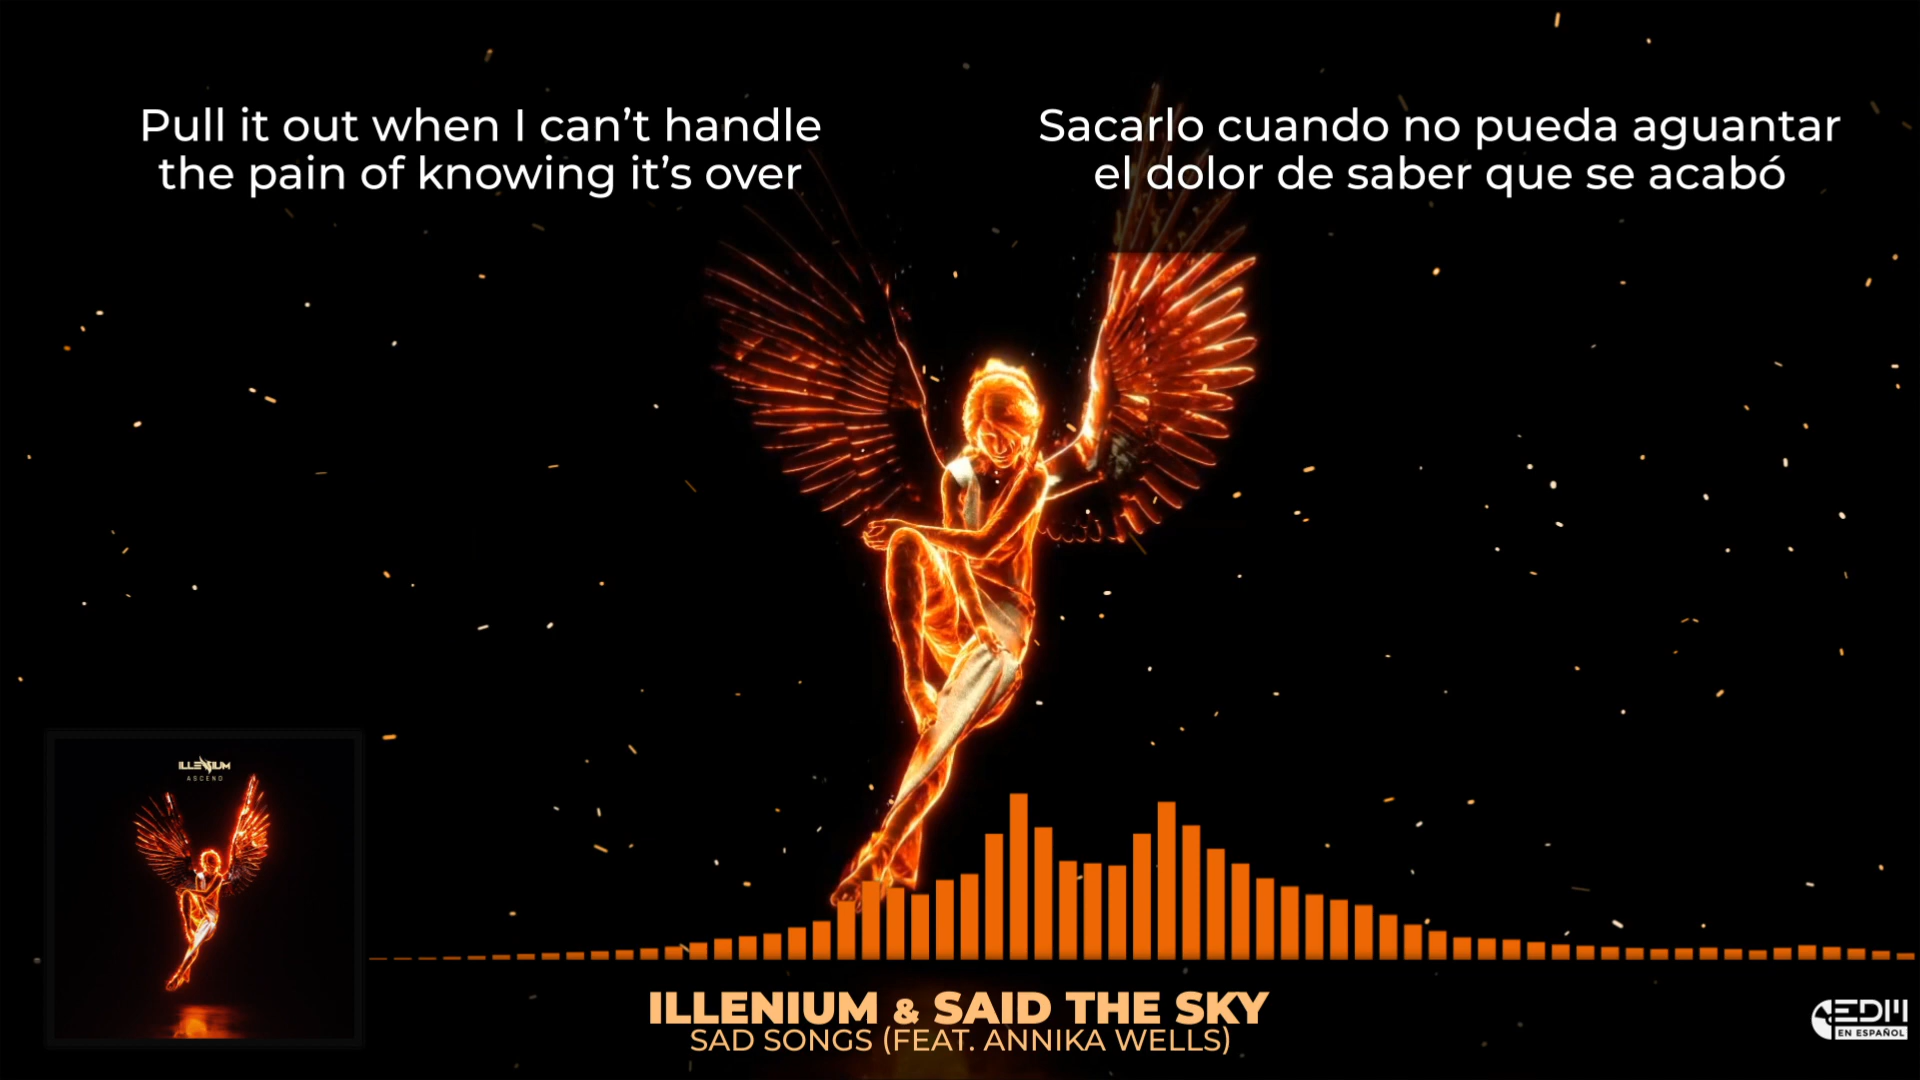 Pull it out when I can’t handle
the pain of knowing it’s over
Sacarlo cuando no pueda aguantar
el dolor de saber que se acabó
ILLENIUM
ASCEND
ILLENIUM & SAID THE SKY
SAD SONGS (FEAT. ANNIKA WELLS)
EDM
EN ESPAÑOL